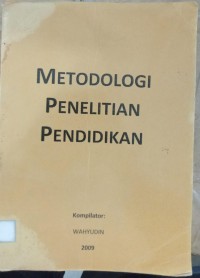 METODOLOGI
PENELITIAN
PENDIDIKAN
Kompilator:
WAHYUDIN
2009